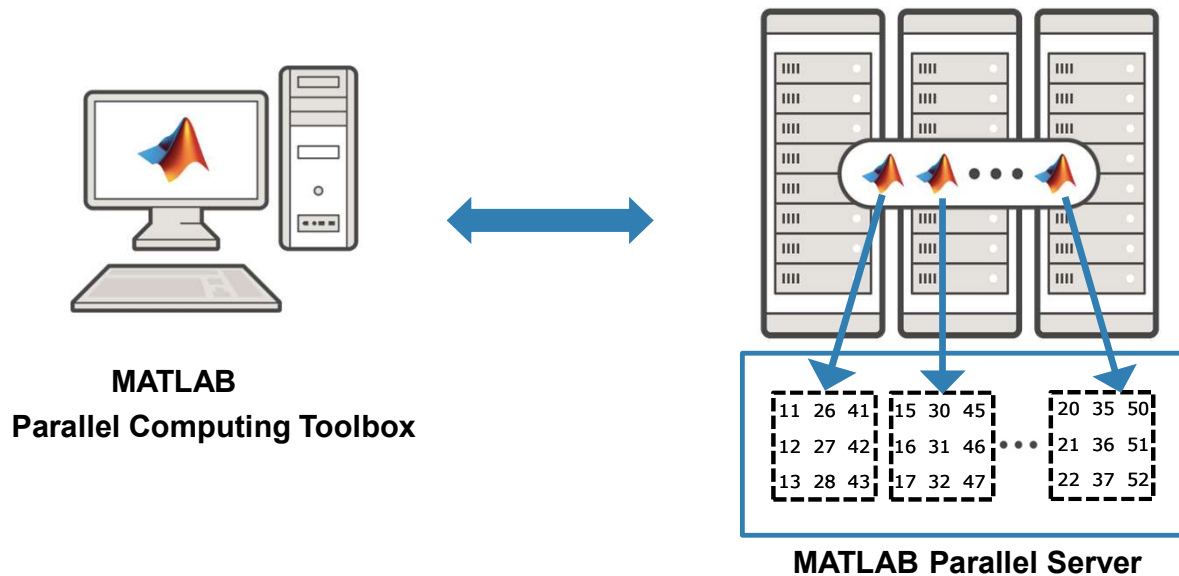 MATLAB
Parallel Computing Toolbox
11 26 41 15 30 45 20 35 50
12 27 42 16 31 46 21 36 51
13 28 43 17 32 47 22 37 52
MATLAB Parallel Server